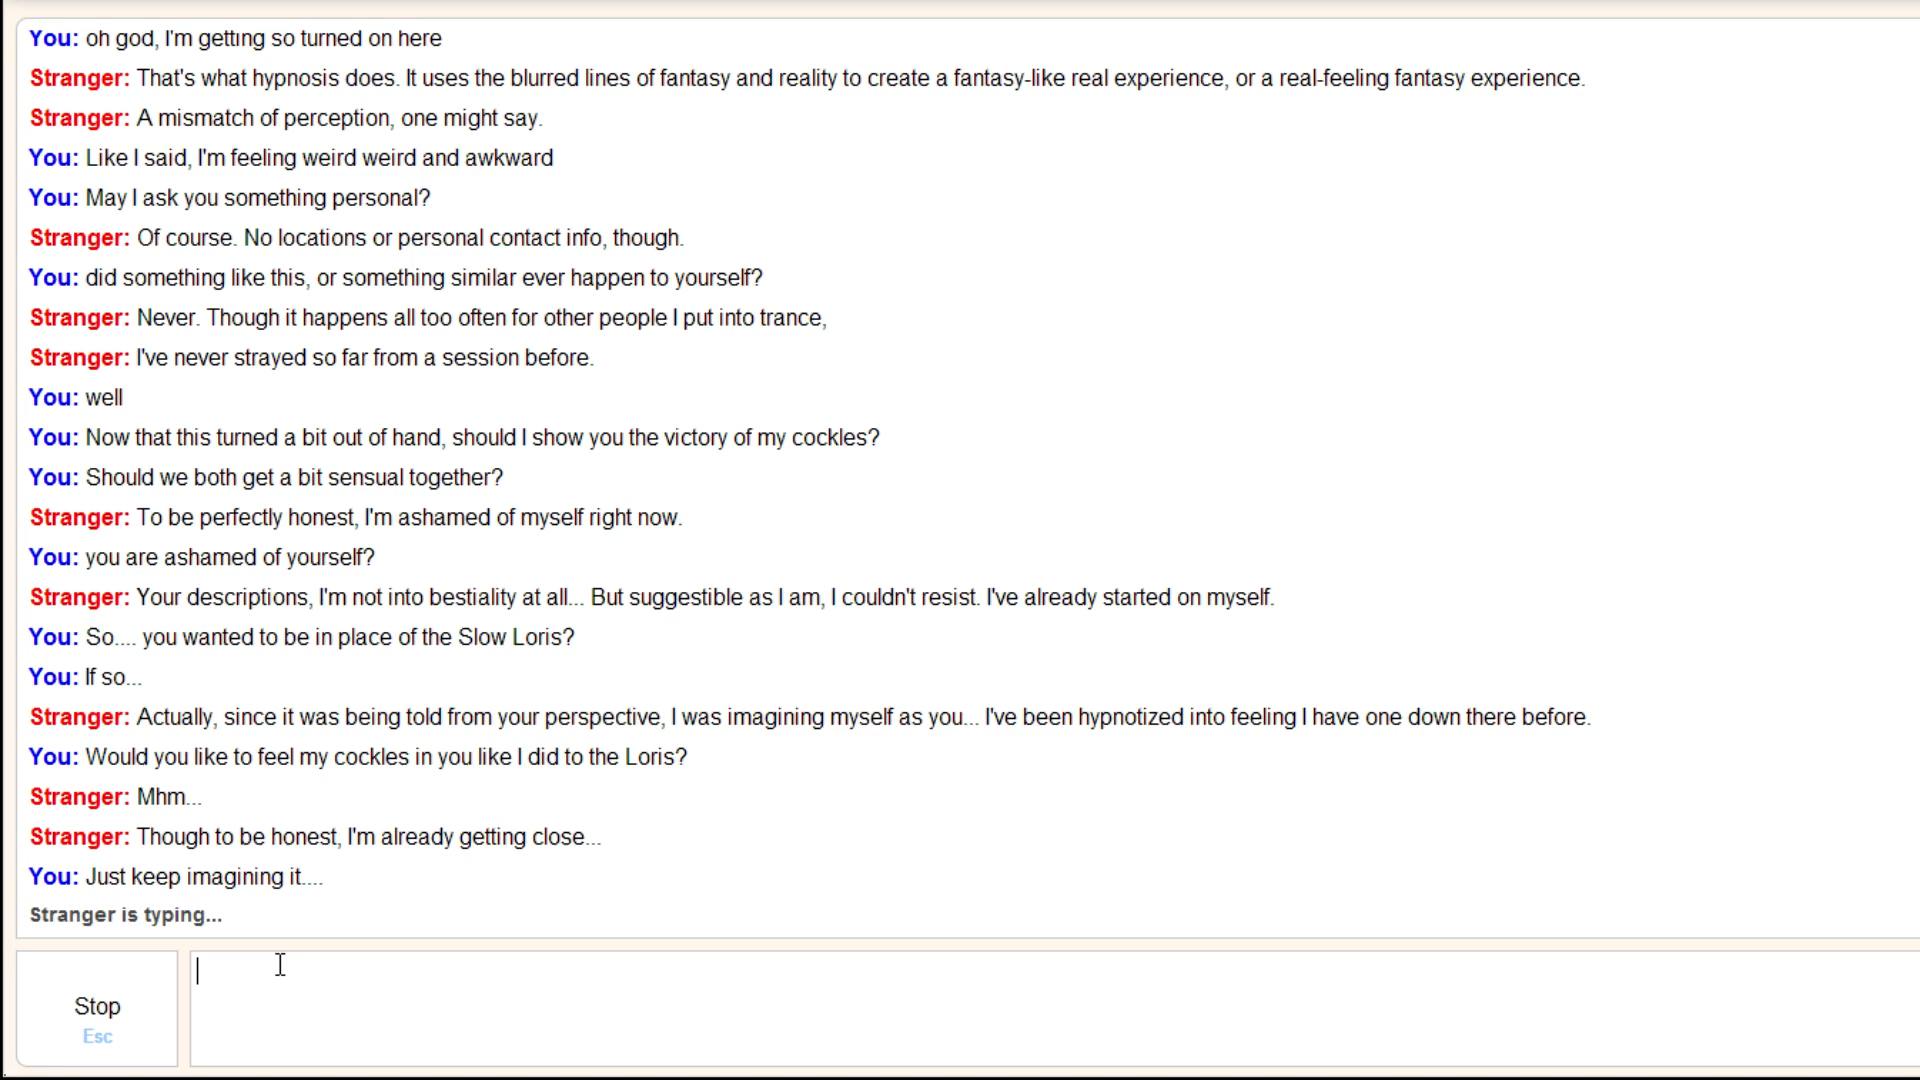 You: oh god, I'm getting so turned on here
Stranger: That's what hypnosis does. It uses the blurred lines of fantasy and reality to create a fantasy-like real experience, or a real-feeling fantasy experience.
Stranger: A mismatch of perception, one might say.
You: Like I said, I'm feeling weird weird and awkward
You: May I ask you something personal?
Stranger: Of course. No locations or personal contact info, though.
You: did something like this, or something similar ever happen to yourself?
Stranger: Never. Though it happens all too often for other people I put into trance,
Stranger: I've never strayed so far from a session before.
You: well
You: Now that this turned a bit out of hand, should I show you the victory of my cockles?
You: Should we both get a bit sensual together?
Stranger: To be perfectly honest, I'm ashamed of myself right now.
You: you are ashamed of yourself?
Stranger: Your descriptions, I'm not into bestiality at all... But suggestible as I am, I couldn't resist. I've already started on myself.
You: So.... you wanted to be in place of the Slow Loris?
You: If so...
Stranger: Actually, since it was being told from your perspective, I was imagining myself as you... I've been hypnotized into feeling I have one down there before.
You: Would you like to feel my cockles in you like I did to the Loris?
Stranger: Mhm...
Stranger: Though to be honest, I'm already getting close...
You: Just keep imagining it....
Stranger is typing...
Stop
Esc